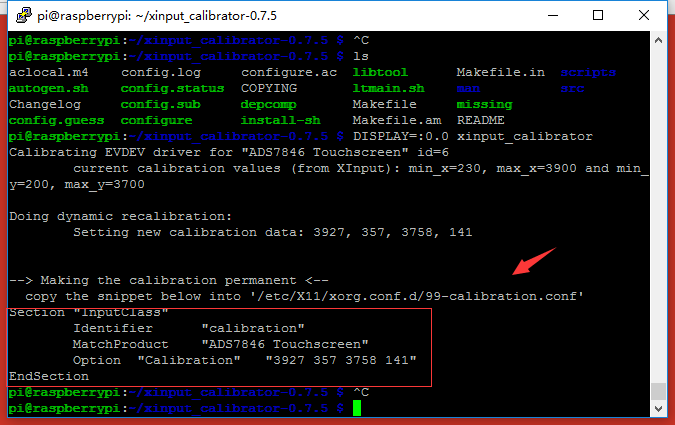 pi@raspberrypi: ~/xinput_calibrator-0.7.5
pi@raspberrypi:~/xinput_calibrator-0.7.5 $ ^C
pi@raspberrypi:~/xinput_calibrator-0.7.5 $ ls
aclocal.m4 config.log configure.ac libtool Makefile.in scripts
autogen.sh config.status COPYING ltmain.sh man src
Changelog config.sub depcomp Makefile missing
config.guess configure install-sh Makefile.am README
pi@raspberrypi:~/xinput_calibrator-0.7.5 $ DISPLAY=:0.0 xinput_calibrator
Calibrating EVDEV driver for "ADS7846 Touchscreen" id=6
current calibration values (from XInput): min_x=230, max_x=3900 and min_
y=200, max_y=3700
Doing dynamic recalibration:
Setting new calibration data: 3927, 357, 3758, 141
--> Making the calibration permanent <--
copy the snippet below into '/etc/X11/xorg.conf.d/99-calibration.conf'
Section "InputClass"
Identifier "calibration"
MatchProduct "ADS7846 Touchscreen"
Option "Calibration" "3927 357 3758 141"
EndSection
pi@raspberrypi:~/xinput_calibrator-0.7.5 $ ^C
pi@raspberrypi:~/xinput_calibrator-0.7.5 $